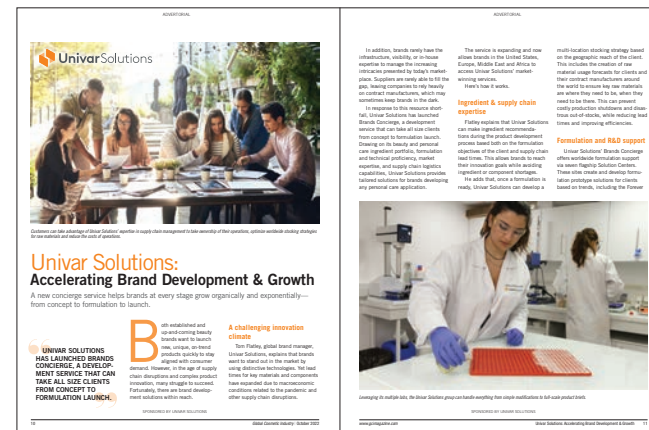 ADVERTORIAL
UnivarSolutions
Customers can take advantage of Univar Solutions' expertise in supply chain management to take ownership of their operations, optimize worldwide stocking strategies
for raw materials and reduce the costs of operations.
Univar Solutions:
Accelerating Brand Development & Growth
A new concierge service helps brands at every stage grow organically and exponentially—
from concept to formulation to launch.
UNIVAR SOLUTIONS
HAS LAUNCHED BRANDS
CONCIERGE, A DEVELOP-
MENT SERVICE THAT CAN
TAKE ALL SIZE CLIENTS
FROM CONCEPT TO
FORMULATION LAUNCH.
Both established and
up-and-coming beauty
brands want to launch
new, unique, on-trend
products quickly to stay
aligned with consumer
demand. However, in the age of supply
chain disruptions and complex product
innovation, many struggle to succeed.
Fortunately, there are brand develop-
ment solutions within reach.
A challenging innovation
climate
Tom Flatley, global brand manager,
Univar Solutions, explains that brands
want to stand out in the market by
using distinctive technologies. Yet lead
times for key materials and components
have expanded due to macroeconomic
conditions related to the pandemic and
other supply chain disruptions.
SPONSORED BY UNIVAR SOLUTIONS
10
Global Cosmetic Industry October 2022
ADVERTORIAL
In addition, brands rarely have the
infrastructure, visibility, or in-house
expertise to manage the increasing
intricacies presented by today's market-
place. Suppliers are rarely able to fill the
gap, leaving companies to rely heavily
on contract manufacturers, which may
sometimes keep brands in the dark.
In response to this resource short-
fall, Univar Solutions has launched
Brands Concierge, a development
service that can take all size clients
from concept to formulation launch.
Drawing on its beauty and personal
care ingredient portfolio, formulation
and technical proficiency, market
expertise, and supply chain logistics
capabilities, Univar Solutions provides
tailored solutions for brands developing
any personal care application.
The service is expanding and now
allows brands in the United States,
Europe, Middle East and Africa to
access Univar Solutions' market-
winning services.
Here's how it works.
Ingredient & supply chain
expertise
Flatley explains that Univar Solutions
can make ingredient recommenda-
tions during the product development
process based both on the formulation
objectives of the client and supply chain
lead times. This allows brands to reach
their innovation goals while avoiding
ingredient or component shortages.
He adds that, once a formulation is
ready, Univar Solutions can develop a
multi-location stocking strategy based
on the geographic reach of the client.
This includes the creation of raw
material usage forecasts for clients and
their contract manufacturers around
the world to ensure key raw materials
are where they need to be, when they
need to be there. This can prevent
costly production shutdowns and disas-
trous out-of-stocks, while reducing lead
times and improving efficiencies.
Formulation and R&D support
Univar Solutions' Brands Concierge
offers worldwide formulation support
via seven flagship Solution Centers.
These sites create and develop formu-
lation prototype solutions for clients
based on trends, including the Forever
Leveraging its multiple labs, the Univar Solutions group can handle everything from simple modifications to full-scale product briefs.
SPONSORED BY UNIVAR SOLUTIONS
www.gcimagazine.com
Univar Solutions: Accelerating Brand Development & Growth 11